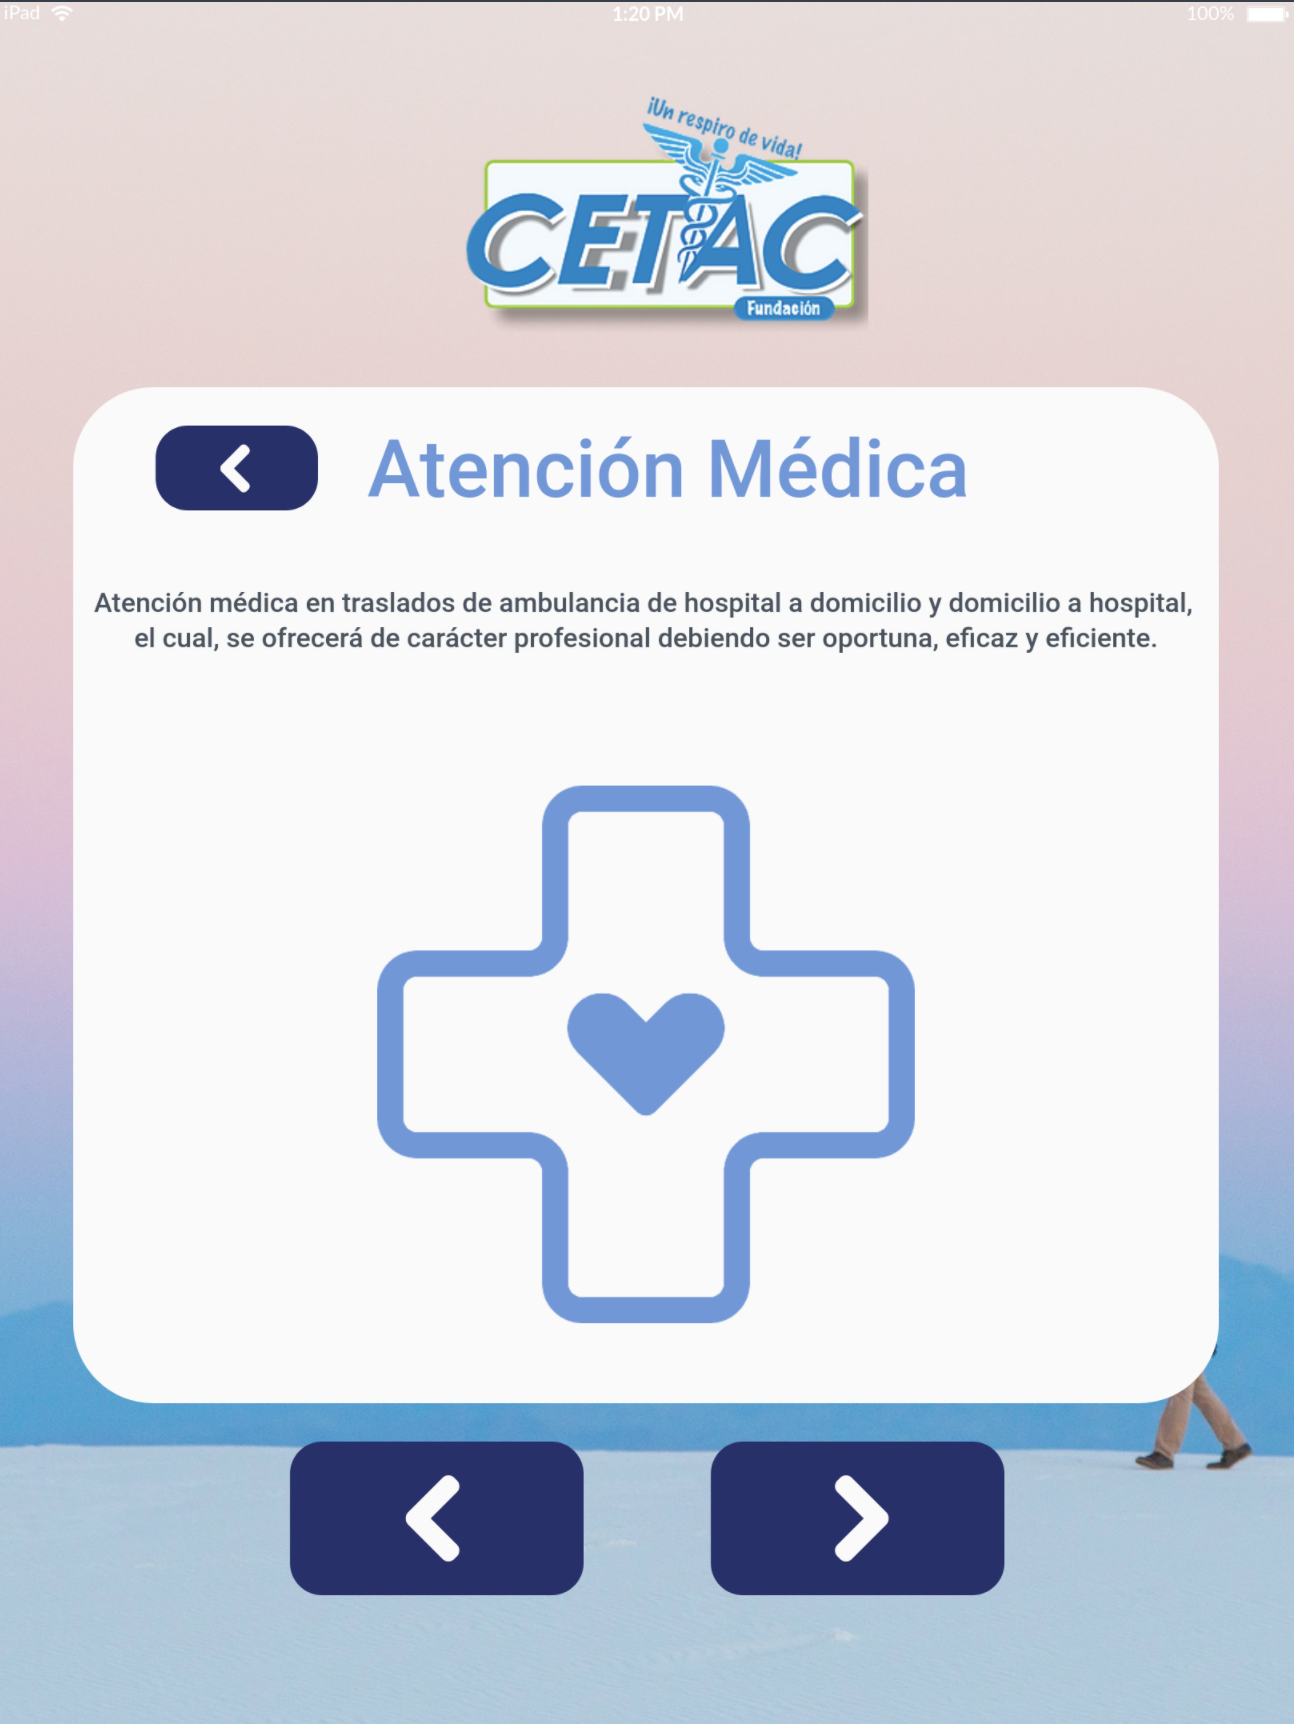 iPad
1:20 PM
100%
¡Un respiro de vida!
CETAC
Fundación
Atención Médica
Atención médica en traslados de ambulancia de hospital a domicilio y domicilio a hospital,
el cual, se ofrecerá de carácter profesional debiendo ser oportuna, eficaz y eficiente.